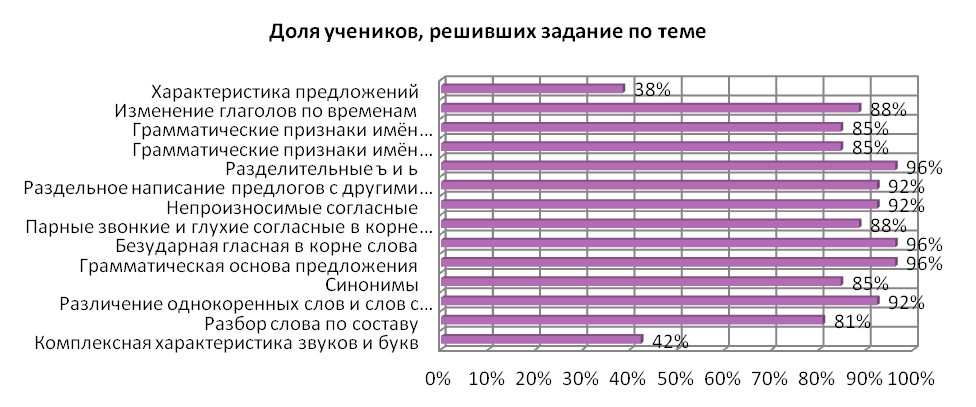 Доля учеников, решивших задание по теме
Характеристика предложений 38%
Изменение глаголов по временам 88%
Грамматические признаки имён... 85%
Грамматические признаки имён... 85%
Разделительные ъ и ь 96%
Раздельное написание предлогов с другими... 92%
Непроизносимые согласные 92%
Парные звонкие и глухие согласные в корне... 88%
Безударная гласная в корне слова 96%
Грамматическая основа предложения 96%
Синонимы 85%
Различение однокоренных слов и слов с... 92%
Разбор слова по составу 81%
Комплексная характеристика звуков и букв 42%
0% 10% 20% 30% 40% 50% 60% 70% 80% 90% 100%